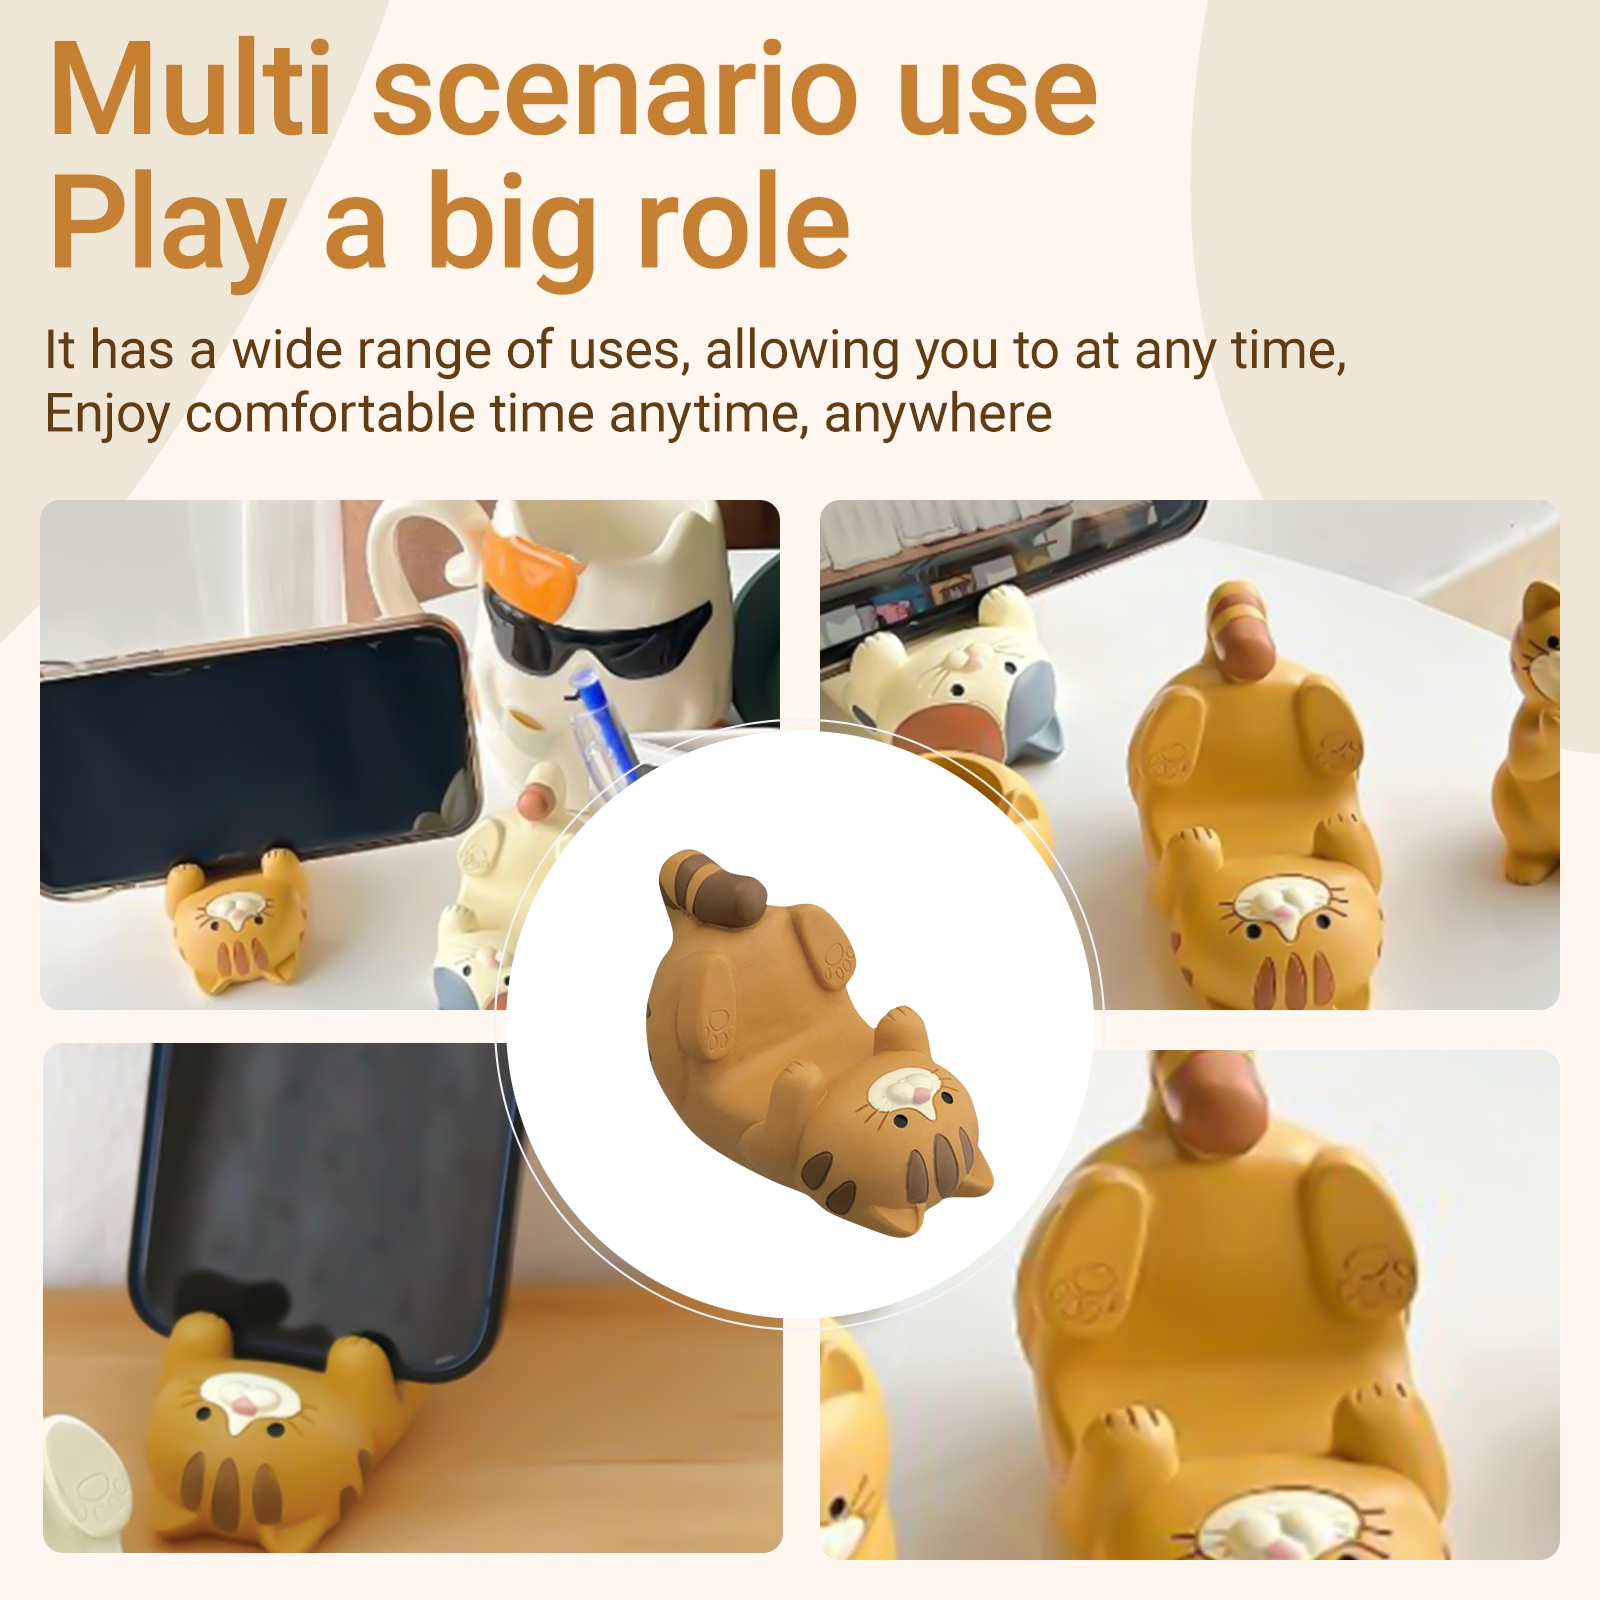 Multi scenario use
Play a big role
It has a wide range of uses, allowing you to at any time,
Enjoy comfortable time anytime, anywhere